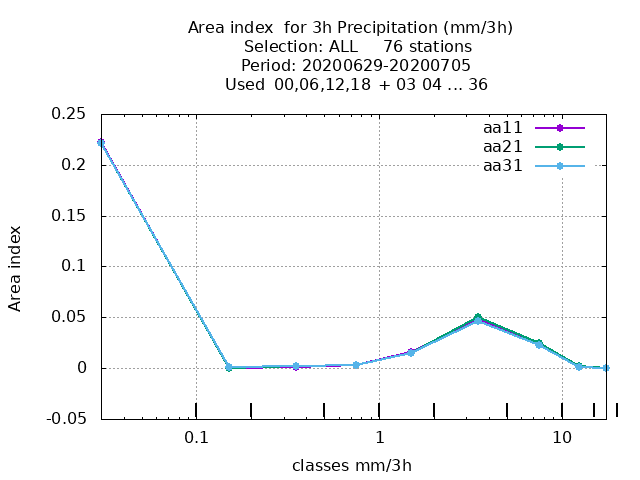 Area index  for 3h Precipitation (mm/3h)
Selection: ALL     76 stations
Period: 20200629-20200705
Used  00,06,12,18 + 03 04 ... 36
aa11
aa21
aa31
0.25
0.2
0.15
0.1
0.05
0
-0.05
Area index
0.1
1
10
classes mm/3h